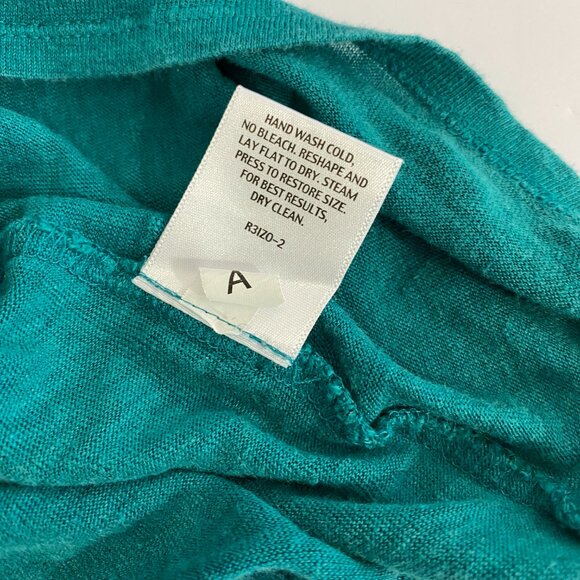 HAND WASH COLD,
NO BLEACH. RESHAPE AND
LAY FLAT TO DRY. STEAM
PRESS TO RESTORE SIZE.
FOR BEST RESULTS,
DRY CLEAN.
R3IZ0-2
A